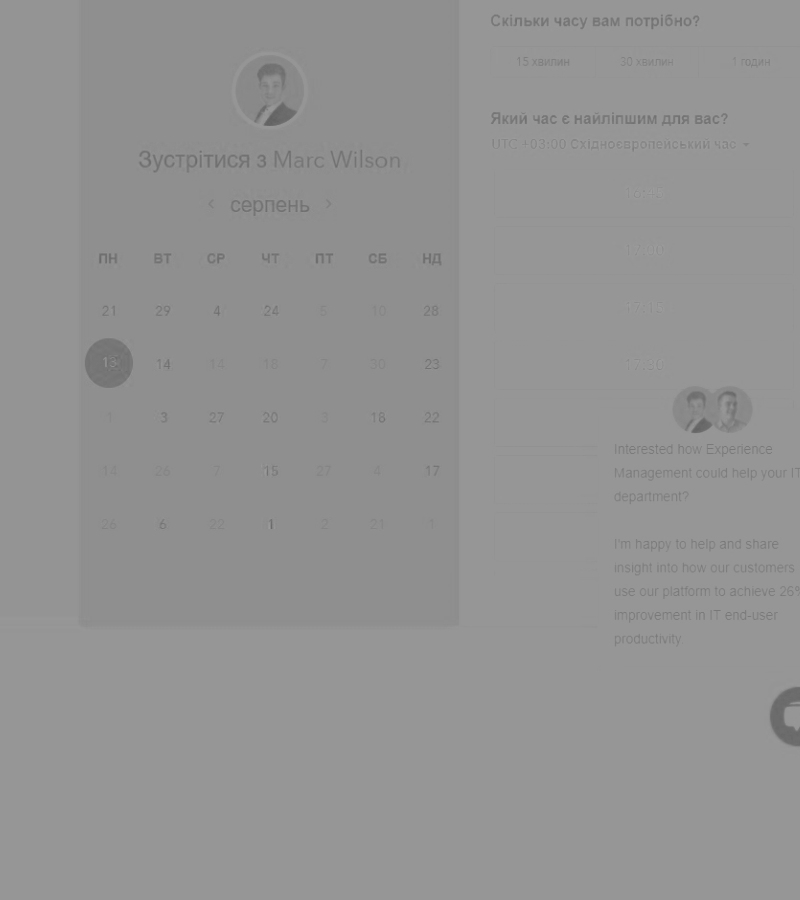 Зустрітися з Marc Wilson
серпень
ПН ВТ СР ЧТ ПТ СБ НД
21 29 4 24 5 10 28
13 14 14 18 7 30 23
1 3 27 20 3 18 22
14 26 7 15 27 4 17
26 6 22 1 2 21 1
Скільки часу вам потрібно?
15 хвилин 30 хвилин 1 годин
Який час є найліпшим для вас?
UTC +03:00 Східноєвропейський час
17:15
17:30
Interested how Experience
Management could help your IT
department?
I'm happy to help and share
insight into how our customers
use our platform to achieve 26%
improvement in IT end-user
productivity